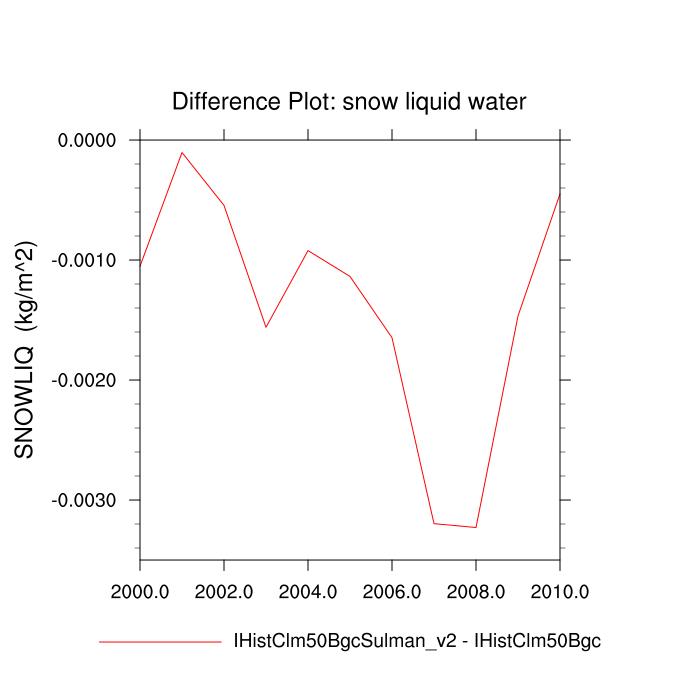 Difference Plot: snow liquid water
0.0000
-0.0010
-0.0020
-0.0030
SNOWLIQ (kg/m^2)
2000.0 2002.0 2004.0 2006.0 2008.0 2010.0
IHistClm50BgcSulman_v2 - IHistClm50Bgc